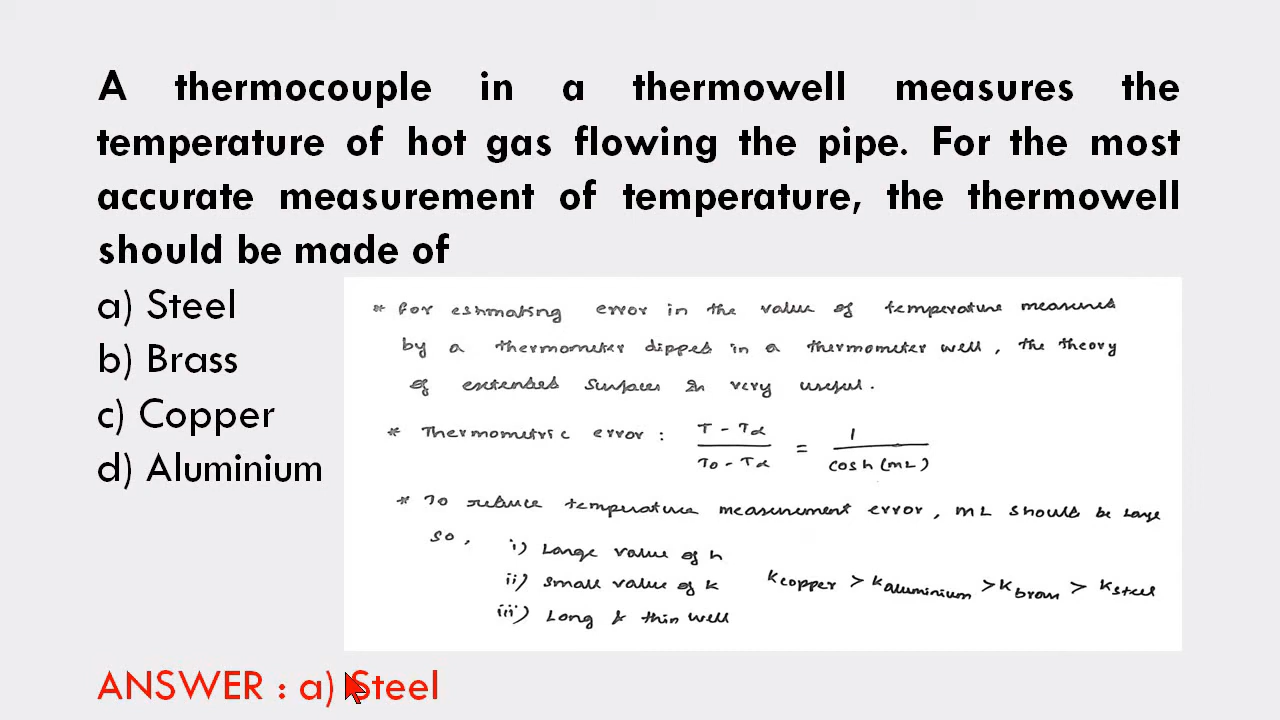 A thermocouple in a thermowell measures the
temperature of hot gas flowing the pipe. For the most
accurate measurement of temperature, the thermowell
should be made of
a) Steel
b) Brass
c) Copper
d) Aluminium
* For estimating error in the value of temperature measured
by a thermometer dipped in a thermometer well, the theory
of extended surfaces is very useful.
* Thermometric error : T - Tα / To - Tα = 1 / cosh(mL)
* To reduce temperature measurement error, mL should be large
so,
i) Large value of h
ii) Small value of k
iii) Long & thin well
kcopper > kaluminium > kbrass > ksteel
ANSWER : a) Steel